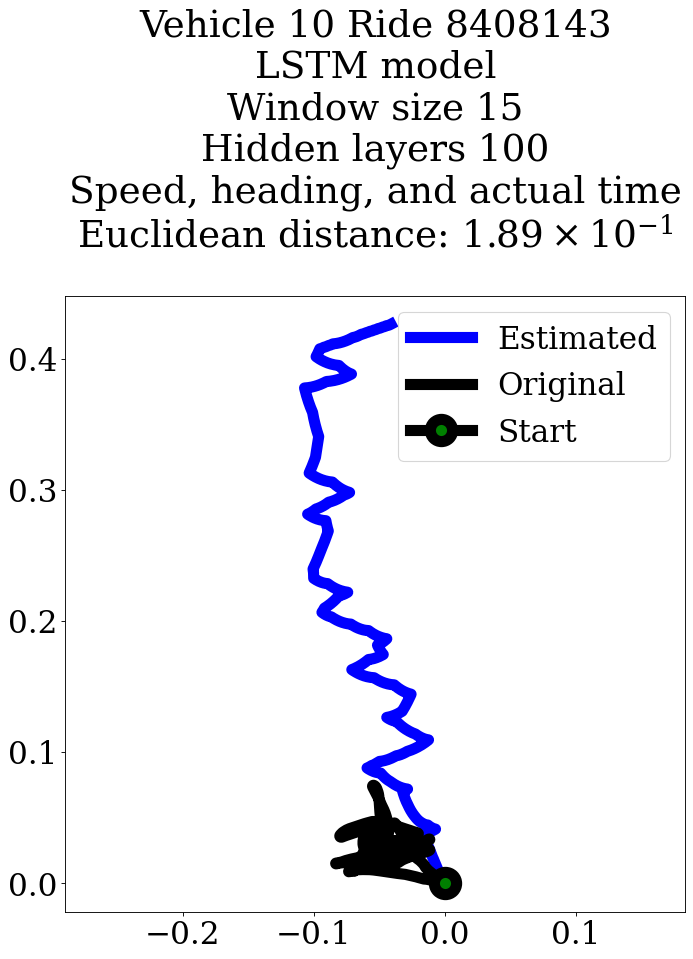 Vehicle 10 Ride 8408143
LSTM model
Window size 15
Hidden layers 100
Speed, heading, and actual time
Euclidean distance: 1.89 × 10⁻¹
Estimated
Original
Start
0.4
0.3
0.2
0.1
0.0
−0.2
−0.1
0.0
0.1